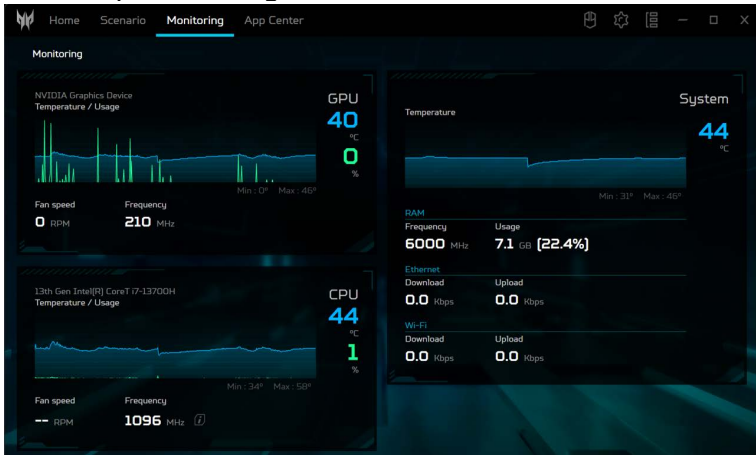 Home Scenario Monitoring App Center
Monitoring
NVIDIA Graphics Device
Temperature / Usage
GPU
40
°C
0
%
Min : 0° Max : 46°
Fan speed Frequency
0 RPM 210 MHz
13th Gen Intel(R) CoreT i7-13700H
Temperature / Usage
CPU
44
°C
1
%
Min : 34° Max : 58°
Fan speed Frequency
-- RPM 1096 MHz i
System
Temperature
44
°C
Min : 31° Max : 46°
RAM
Frequency Usage
6000 MHz 7.1 GB (22.4%)
Ethernet
Download Upload
0.0 Kbps 0.0 Kbps
Wi-Fi
Download Upload
0.0 Kbps 0.0 Kbps